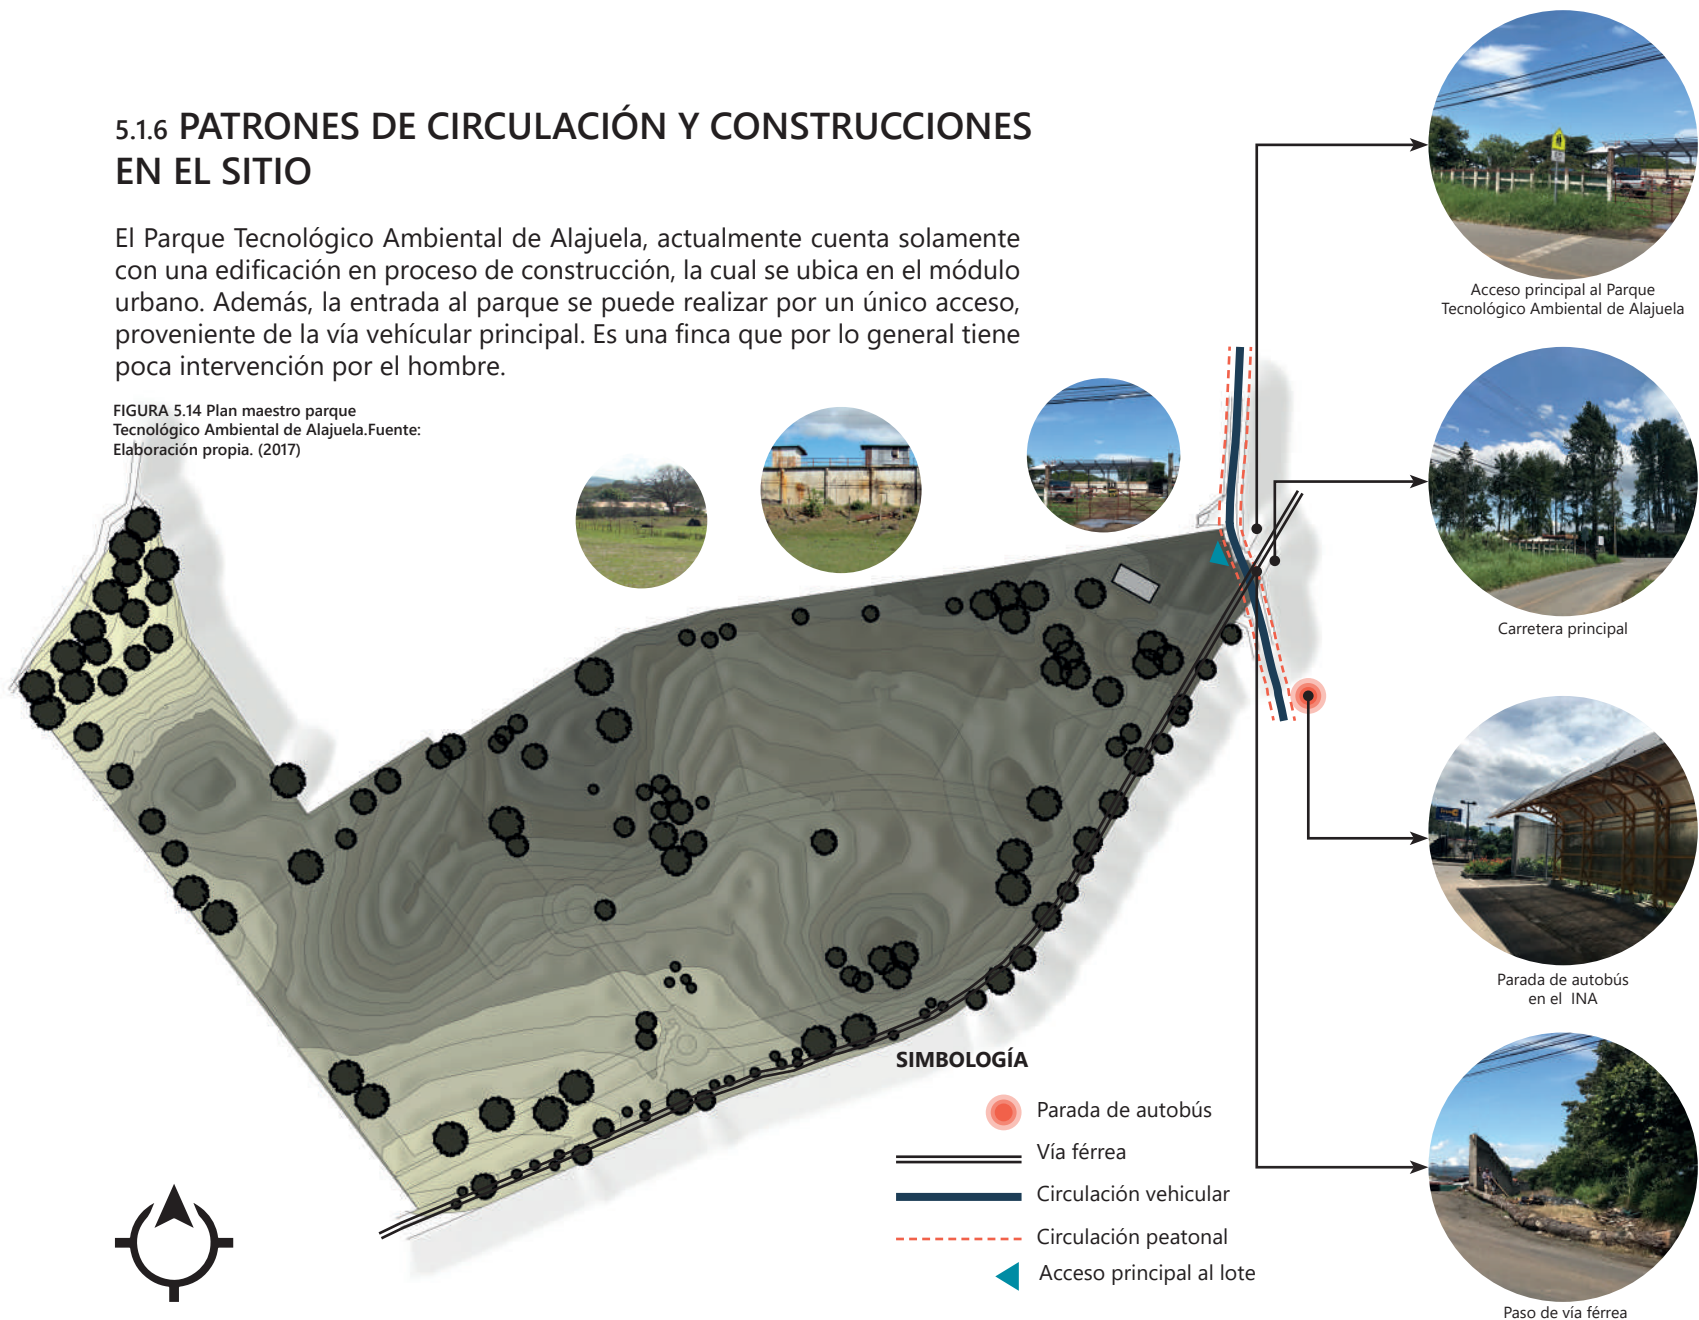 5.1.6 PATRONES DE CIRCULACIÓN Y CONSTRUCCIONES
EN EL SITIO
El Parque Tecnológico Ambiental de Alajuela, actualmente cuenta solamente
con una edificación en proceso de construcción, la cual se ubica en el módulo
urbano. Además, la entrada al parque se puede realizar por un único acceso,
proveniente de la vía vehícular principal. Es una finca que por lo general tiene
poca intervención por el hombre.
FIGURA 5.14 Plan maestro parque
Tecnológico Ambiental de Alajuela.Fuente:
Elaboración propia. (2017)
Acceso principal al Parque
Tecnológico Ambiental de Alajuela
Carretera principal
Parada de autobús
en el INA
Paso de vía férrea
SIMBOLOGÍA
Parada de autobús
Vía férrea
Circulación vehicular
Circulación peatonal
Acceso principal al lote